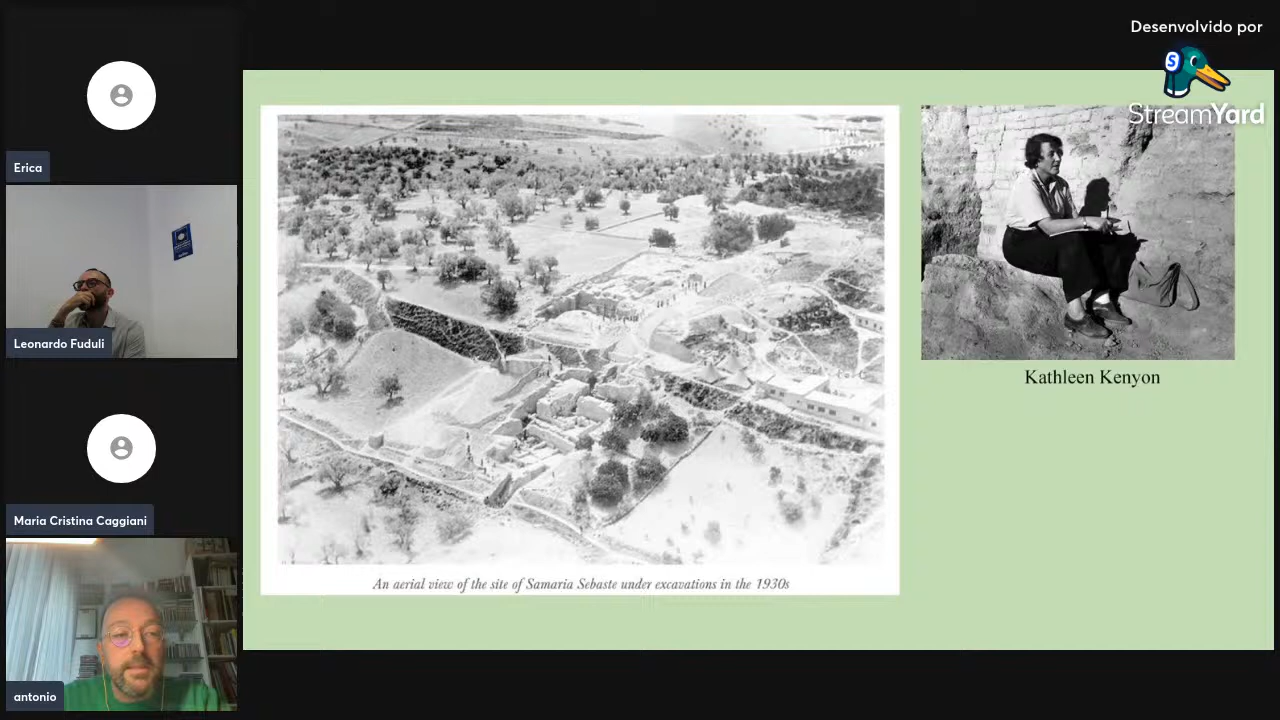 Desenvolvido por
StreamYard
Erica
Leonardo Fuduli
Maria Cristina Caggiani
antonio
Kathleen Kenyon
An aerial view of the site of Samaria Sebaste under excavations in the 1930s